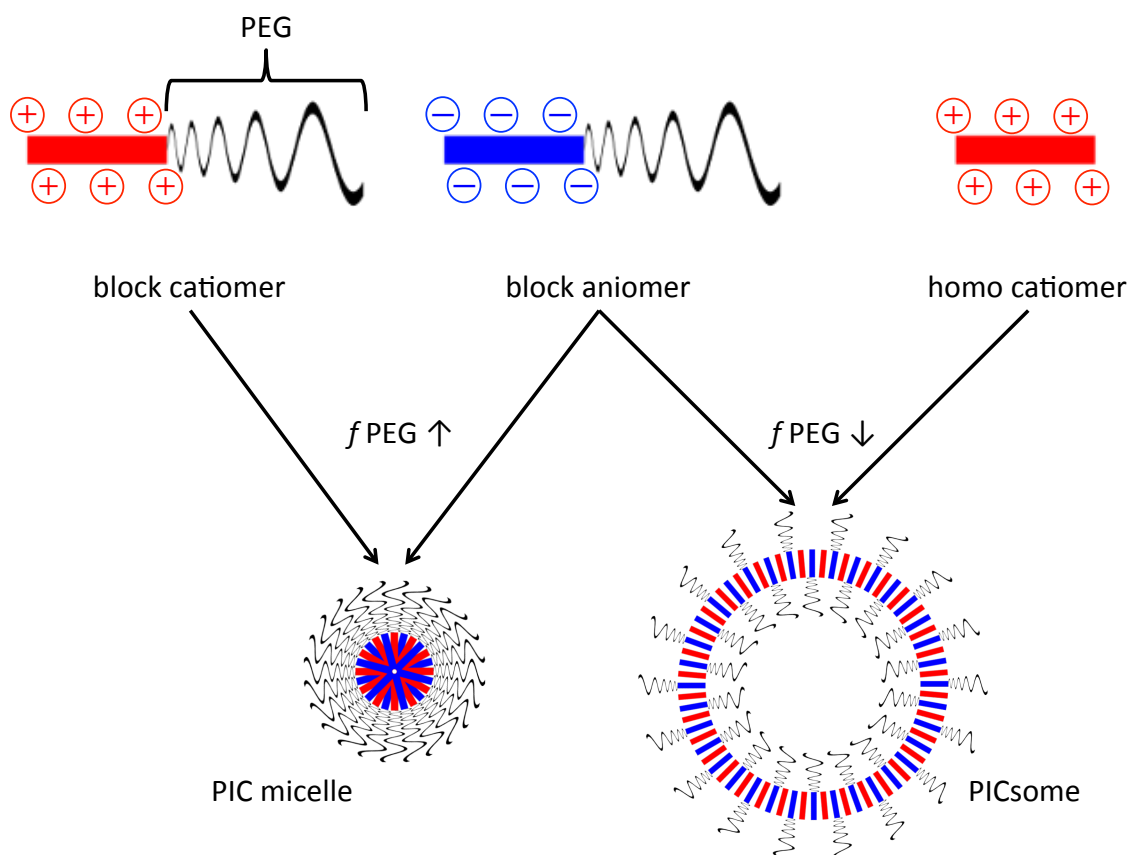 PEG
+ + + − − − + + +
+ + + − − − + + +
block catiomer block aniomer homo catiomer
f PEG ↑ f PEG ↓
PIC micelle PICsome